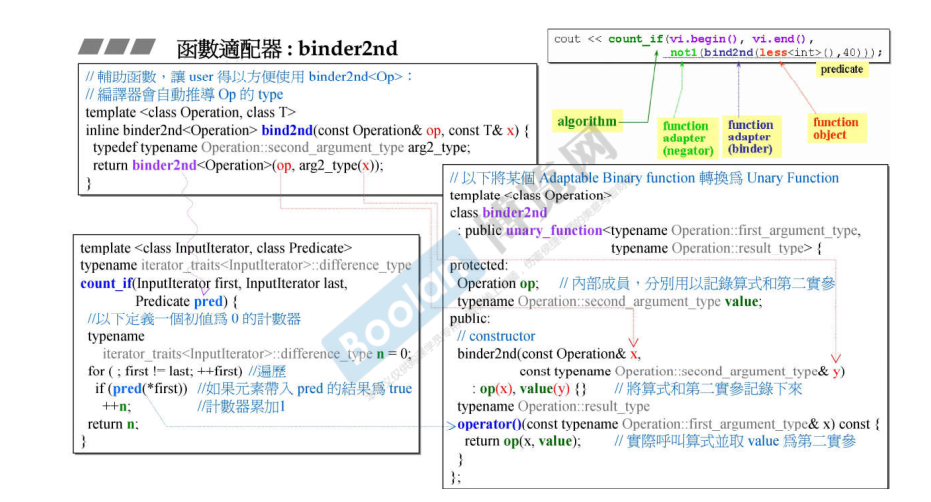 函數適配器 : binder2nd
cout << count_if(vi.begin(), vi.end(),
not1(bind2nd(less<int>(),40)));
predicate
algorithm
function
adapter
(negator)
function
adapter
(binder)
function
object
// 輔助函數，讓 user 得以方便使用 binder2nd<Op>：
// 編譯器會自動推導 Op 的 type
template <class Operation, class T>
inline binder2nd<Operation> bind2nd(const Operation& op, const T& x) {
typedef typename Operation::second_argument_type arg2_type;
return binder2nd<Operation>(op, arg2_type(x));
}
template <class InputIterator, class Predicate>
typename iterator_traits<InputIterator>::difference_type
count_if(InputIterator first, InputIterator last,
Predicate pred) {
//以下定義一個初值爲 0 的計數器
typename
iterator_traits<InputIterator>::difference_type n = 0;
for ( ; first != last; ++first) //遍歷
if (pred(*first)) //如果元素帶入 pred 的結果爲 true
++n; //計數器累加1
return n;
}
// 以下將某個 Adaptable Binary function 轉換爲 Unary Function
template <class Operation>
class binder2nd
: public unary_function<typename Operation::first_argument_type,
typename Operation::result_type> {
protected:
Operation op; // 內部成員，分別用以記錄算式和第二實參
typename Operation::second_argument_type value;
public:
// constructor
binder2nd(const Operation& x,
const typename Operation::second_argument_type& y)
: op(x), value(y) {} // 將算式和第二實參記錄下來
typename Operation::result_type
operator()(const typename Operation::first_argument_type& x) const {
return op(x, value); // 實際呼叫算式並取 value 爲第二實參
}
};
Boolan 博览网